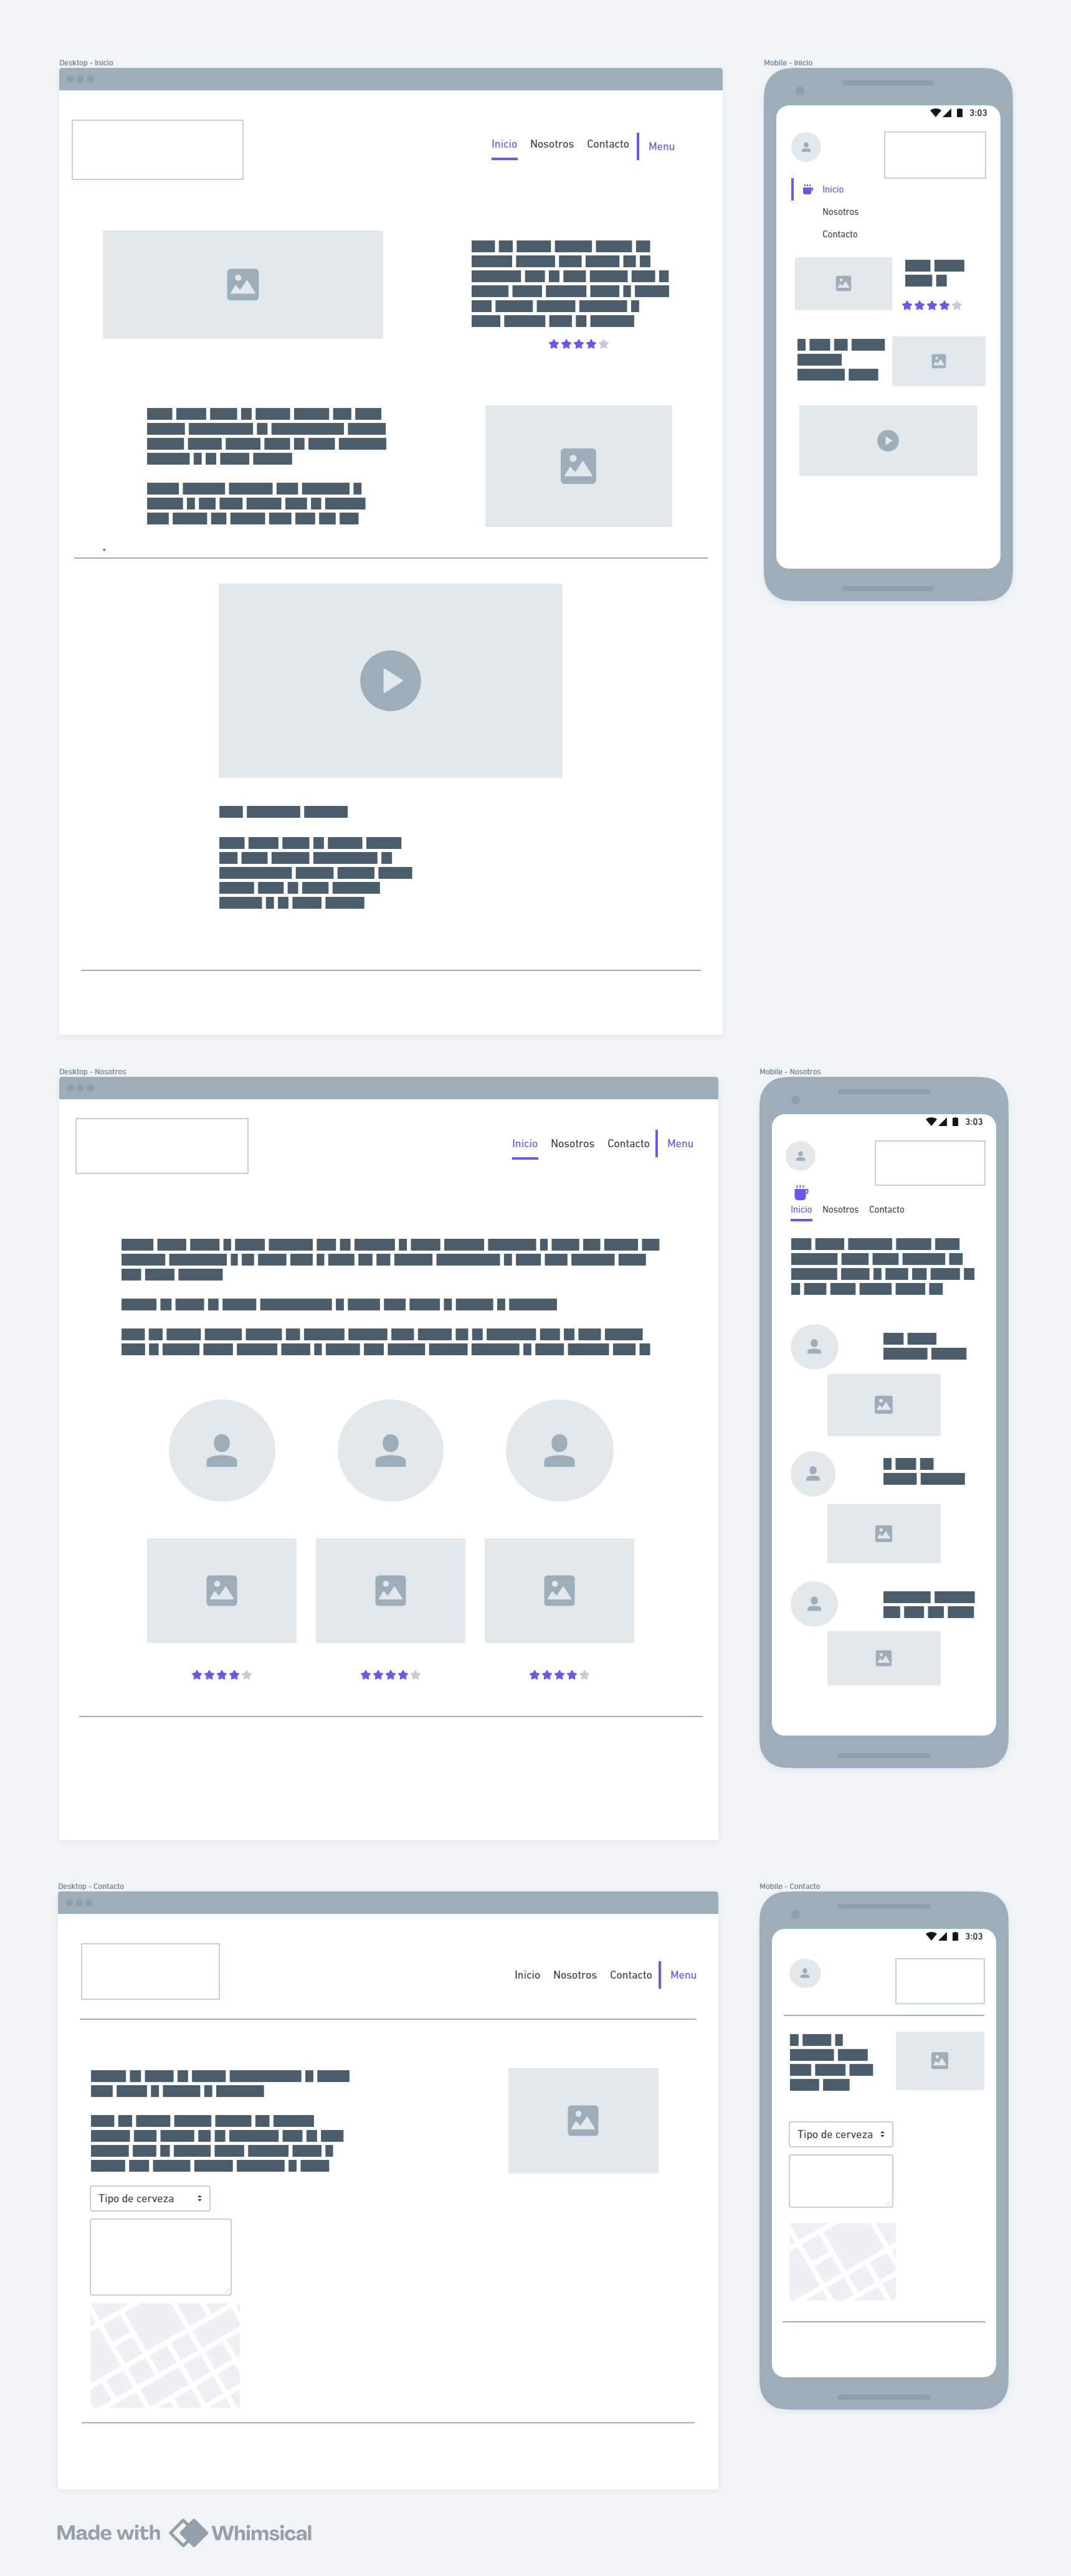 Desktop - Inicio
Inicio Nosotros Contacto Menu
Mobile - Inicio
3:03
Inicio
Nosotros
Contacto
Desktop - Nosotros
Inicio Nosotros Contacto Menu
Mobile - Nosotros
3:03
Inicio Nosotros Contacto
Desktop - Contacto
Inicio Nosotros Contacto Menu
Tipo de cerveza
Mobile - Contacto
3:03
Tipo de cerveza
Made with Whimsical